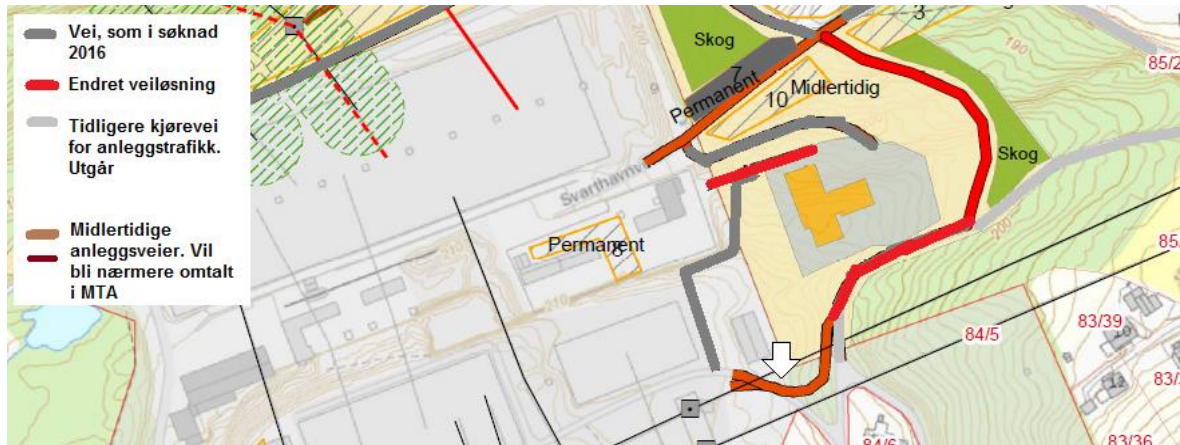 Vei, som i søknad
2016
Endret veiløsning
Tidligere kjørevei
for anleggstrafikk.
Utgår
Midlertidige
anleggsveier. Vil
bli nærmere omtalt
i MTA
Skog
3
190
85/2
7
Permanent
10
Midlertidig
Skog
Svarthavnv
200
Permanent
8
210
84/5
83/39
10
12
84/6
83/36